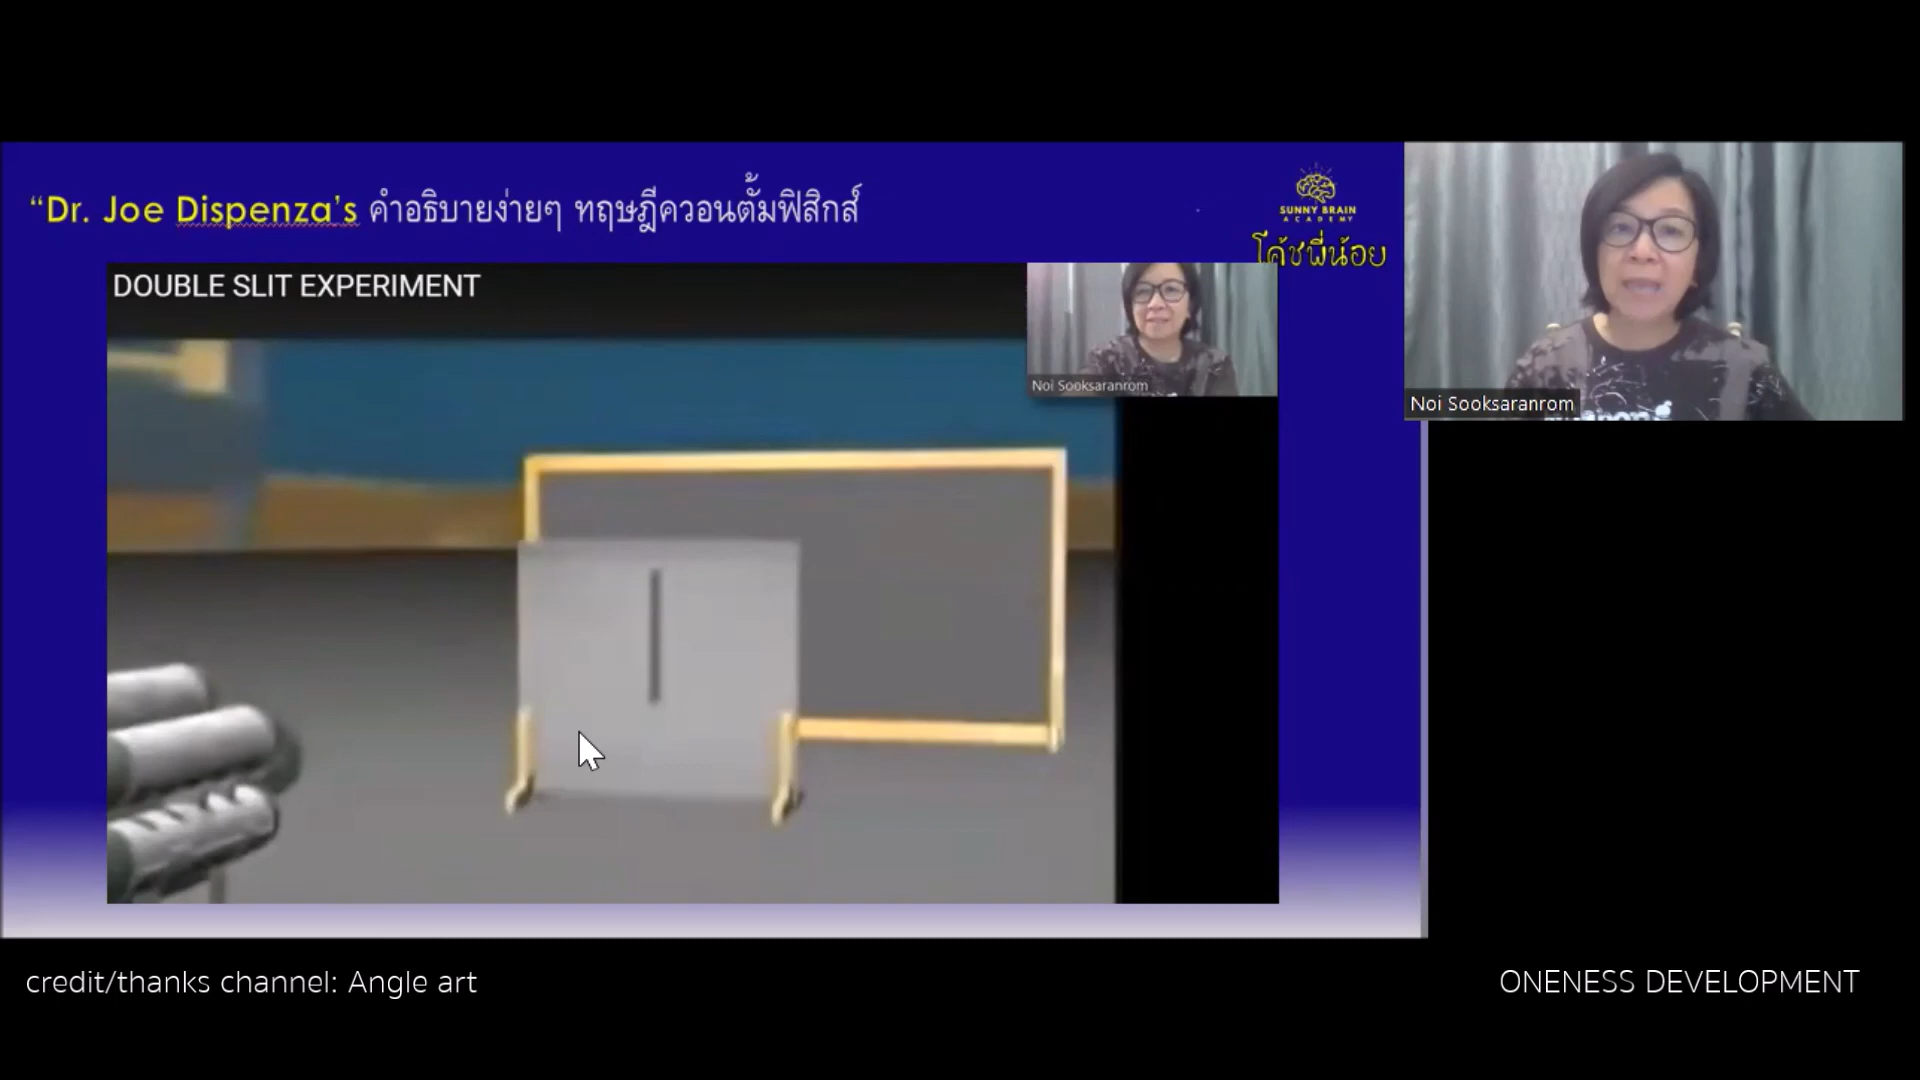 “Dr. Joe Dispenza’s คำอธิบายง่ายๆ ทฤษฎีควอนตั้มฟิสิกส์
SUNNY BRAIN
ACADEMY
โค้ชพี่น้อย
DOUBLE SLIT EXPERIMENT
Noi Sooksaranrom
Noi Sooksaranrom
credit/thanks channel: Angle art
ONENESS DEVELOPMENT